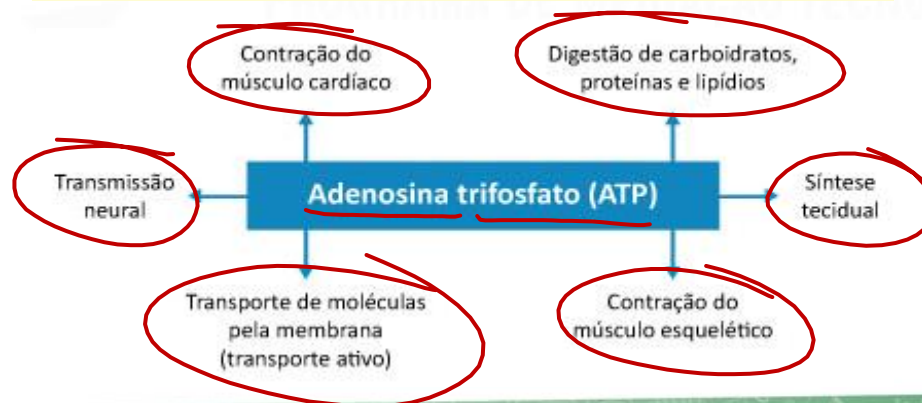 Contração do
músculo cardíaco
Digestão de carboidratos,
proteínas e lipídios
Transmissão
neural
Adenosina trifosfato (ATP)
Síntese
tecidual
Transporte de moléculas
pela membrana
(transporte ativo)
Contração do
músculo esquelético